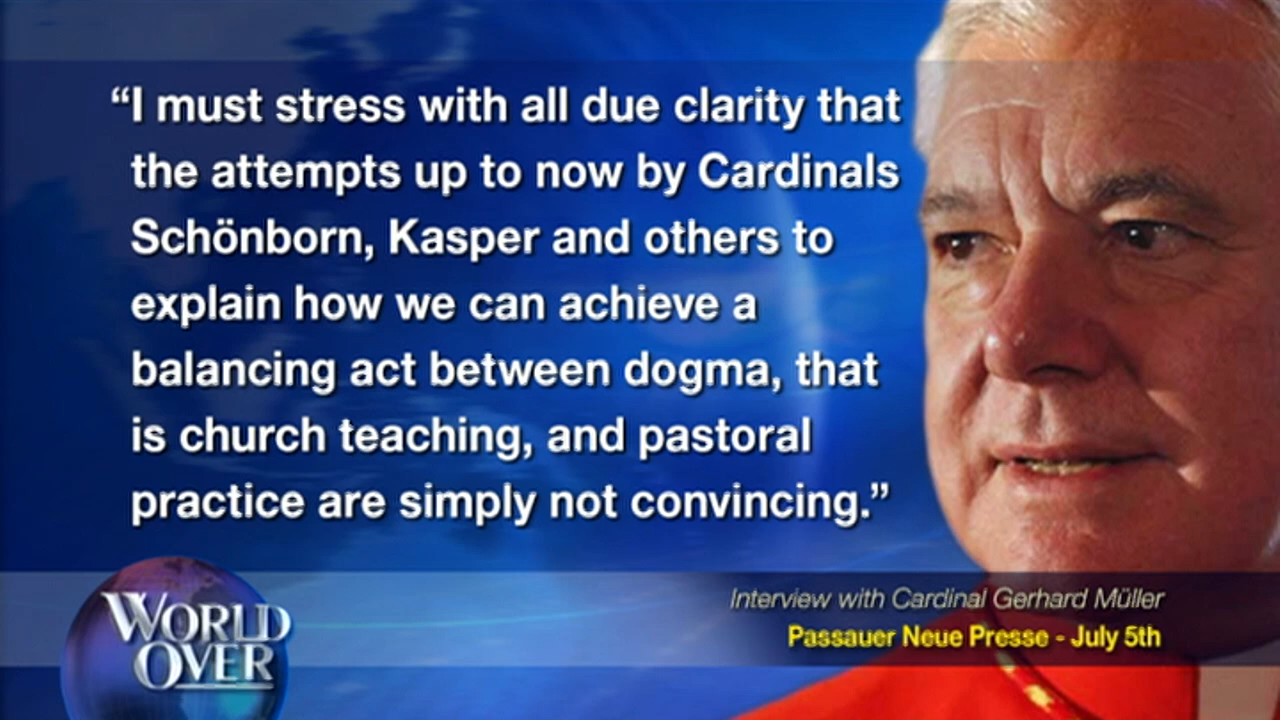 “I must stress with all due clarity that
the attempts up to now by Cardinals
Schönborn, Kasper and others to
explain how we can achieve a
balancing act between dogma, that
is church teaching, and pastoral
practice are simply not convincing.”
Interview with Cardinal Gerhard Müller
Passauer Neue Presse - July 5th
WORLD
OVER